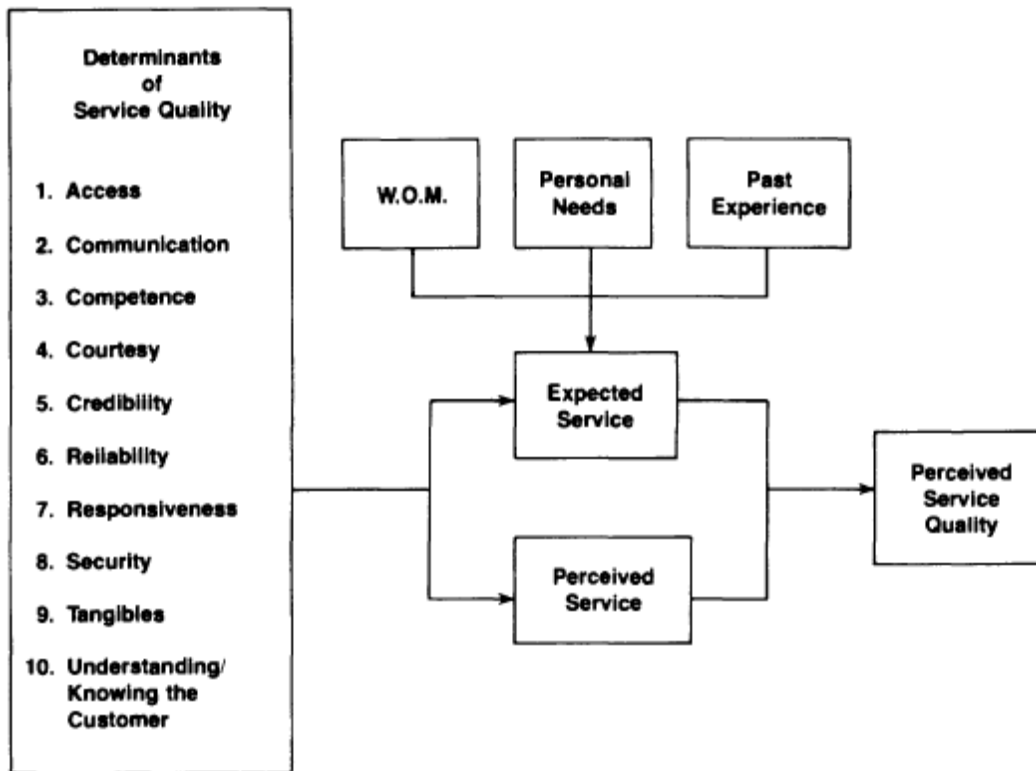 Determinants
of
Service Quality
1. Access
2. Communication
3. Competence
4. Courtesy
5. Credibility
6. Reliability
7. Responsiveness
8. Security
9. Tangibles
10. Understanding/
Knowing the
Customer
W.O.M.
Personal
Needs
Past
Experience
Expected
Service
Perceived
Service
Perceived
Service
Quality